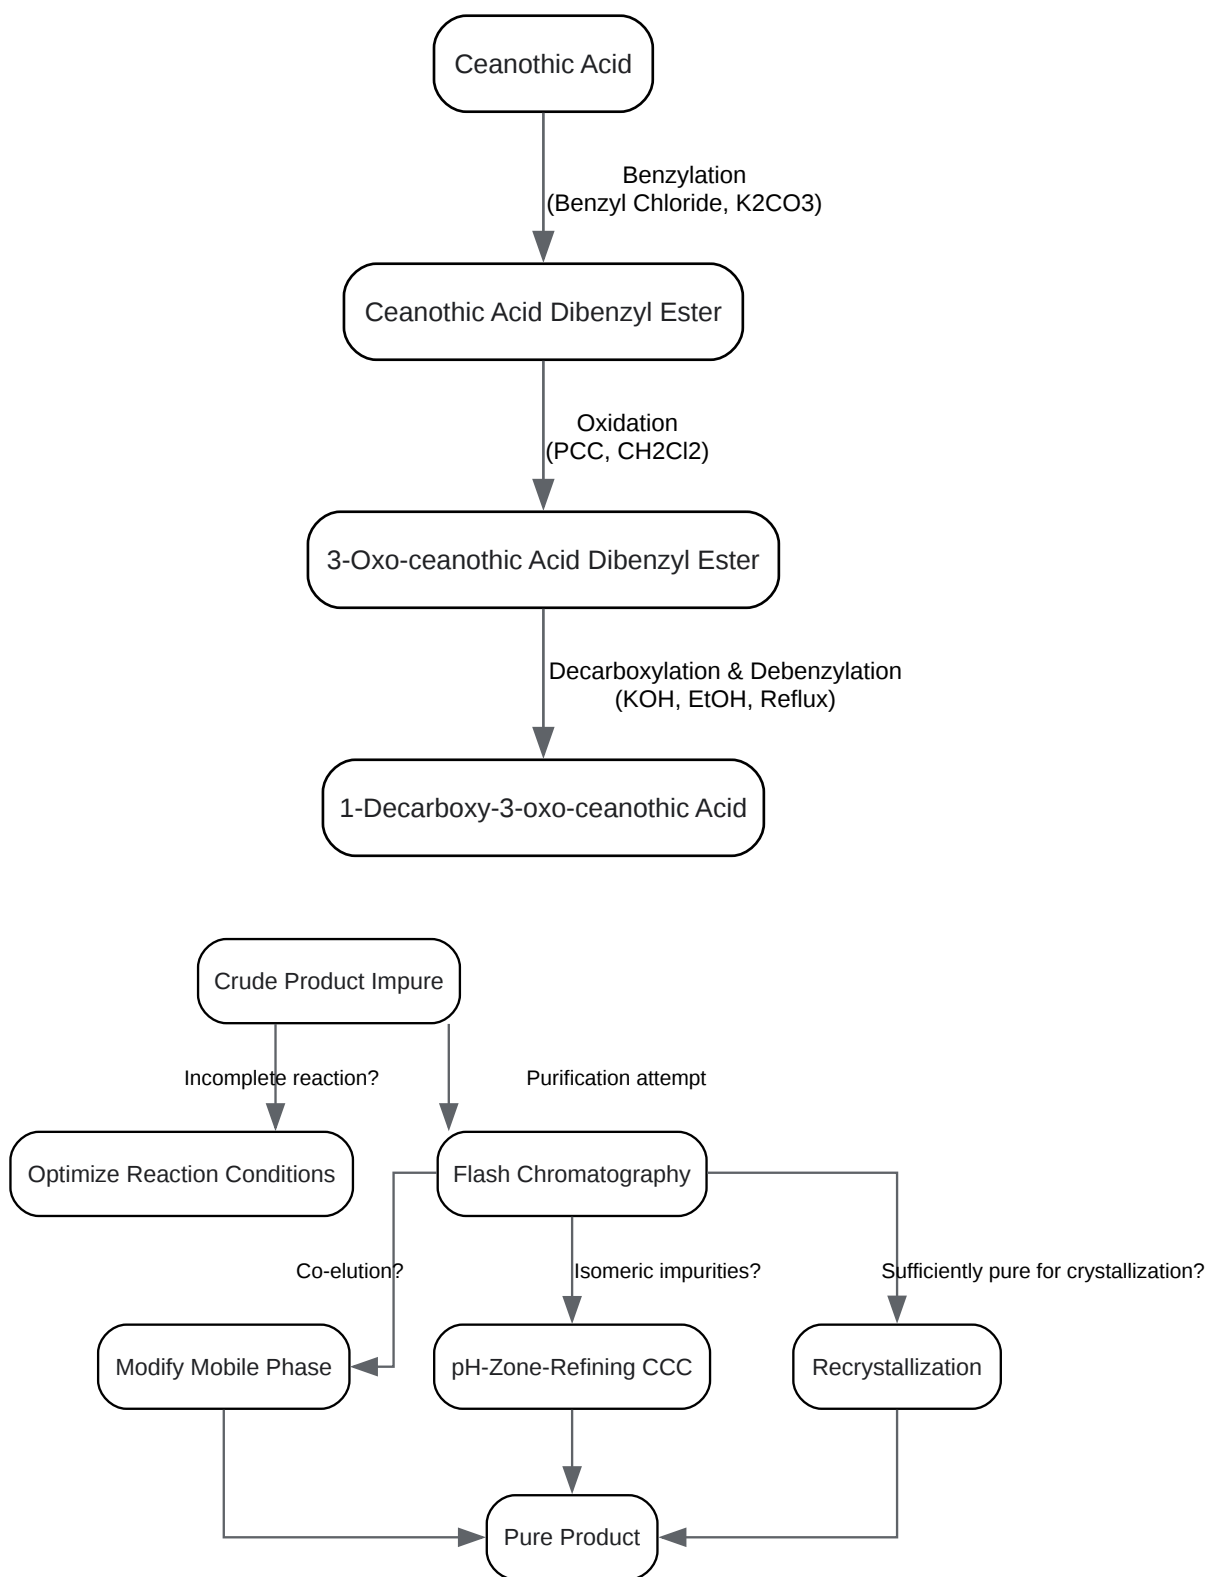 Ceanothic Acid
Benzylation
(Benzyl Chloride, K2CO3)
Ceanothic Acid Dibenzyl Ester
Oxidation
(PCC, CH2Cl2)
3-Oxo-ceanothic Acid Dibenzyl Ester
Decarboxylation & Debenzylation
(KOH, EtOH, Reflux)
1-Decarboxy-3-oxo-ceanothic Acid
Crude Product Impure
Incomplete reaction?
Purification attempt
Optimize Reaction Conditions
Flash Chromatography
Co-elution?
Isomeric impurities?
Sufficiently pure for crystallization?
Modify Mobile Phase
pH-Zone-Refining CCC
Recrystallization
Pure Product